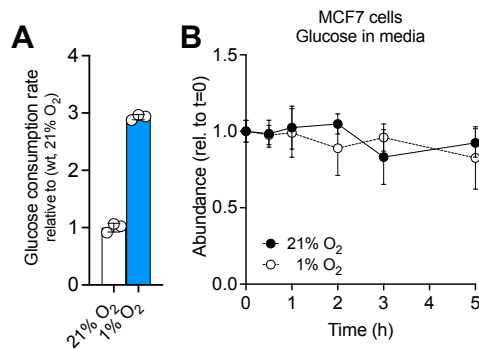 A
Glucose consumption rate
relative to (wt, 21% O₂)
4
3
2
1
0
21% O₂
1% O₂
B
MCF7 cells
Glucose in media
Abundance (rel. to t=0)
1.5
1.0
0.5
0.0
21% O₂
1% O₂
0
1
2
3
4
5
Time (h)